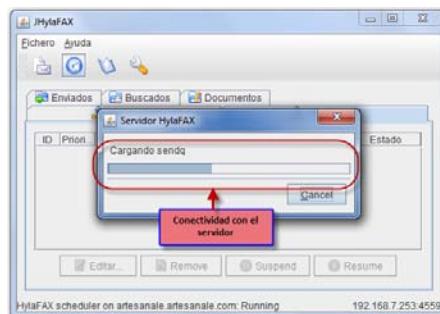 JHylaFAX
Fichero Ayuda
Enviados Buscados Documentos
Servidor HylaFAX
ID Priori... Estado
Cargando sendq
Cancel
Conectividad con el
servidor
Editar... Remove Suspend Resume
HylaFAX scheduler on artesanale.artesanale.com: Running 192.168.7.253:4559